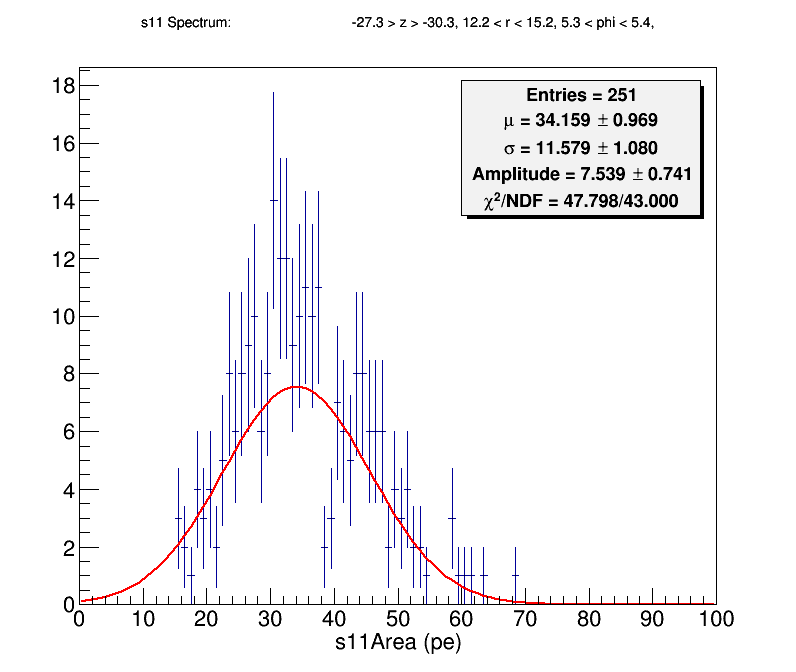 s11 Spectrum: -27.3 > z > -30.3, 12.2 < r < 15.2, 5.3 < phi < 5.4,
Entries = 251
μ = 34.159 ± 0.969
σ = 11.579 ± 1.080
Amplitude = 7.539 ± 0.741
χ²/NDF = 47.798/43.000
18
16
14
12
10
8
6
4
2
0
0 10 20 30 40 50 60 70 80 90 100
s11Area (pe)